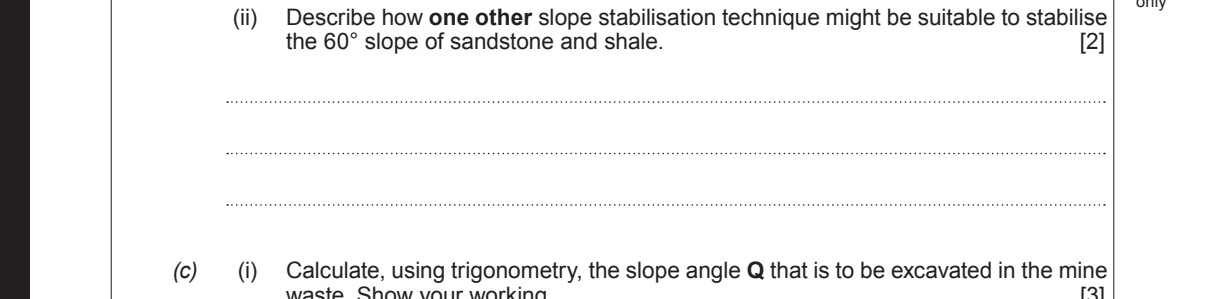 only
(ii) Describe how one other slope stabilisation technique might be suitable to stabilise
the 60° slope of sandstone and shale. [2]
(c) (i) Calculate, using trigonometry, the slope angle Q that is to be excavated in the mine
waste. Show your working. [3]